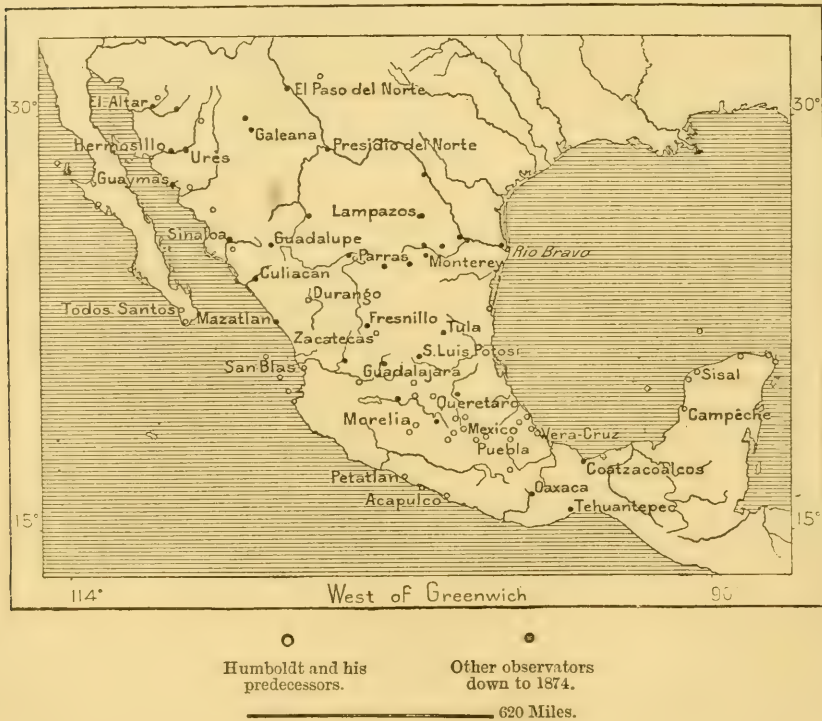 El Paso del Norte
30°
30°
El Altar
Galeana
Hermosillo
Ures
Presidio del Norte
Guaymas
Lampazos
Sinaloa
Guadalupe
Rio Bravo
Parras
Monterey
Culiacan
Durango
Todos Santos
Mazatlan
Fresnillo
Tula
Zacatecas
S. Luis Potosi
San Blas
Guadalajara
Sisal
Queretaro
Campêche
Morelia
Mexico
Vera-Cruz
Puebla
Coatzacoalcos
Petatlan
Oaxaca
Acapulco
Tehuantepec
15°
15°
114°
West of Greenwich
90
Humboldt and his
predecessors.
Other observators
down to 1874.
620 Miles.